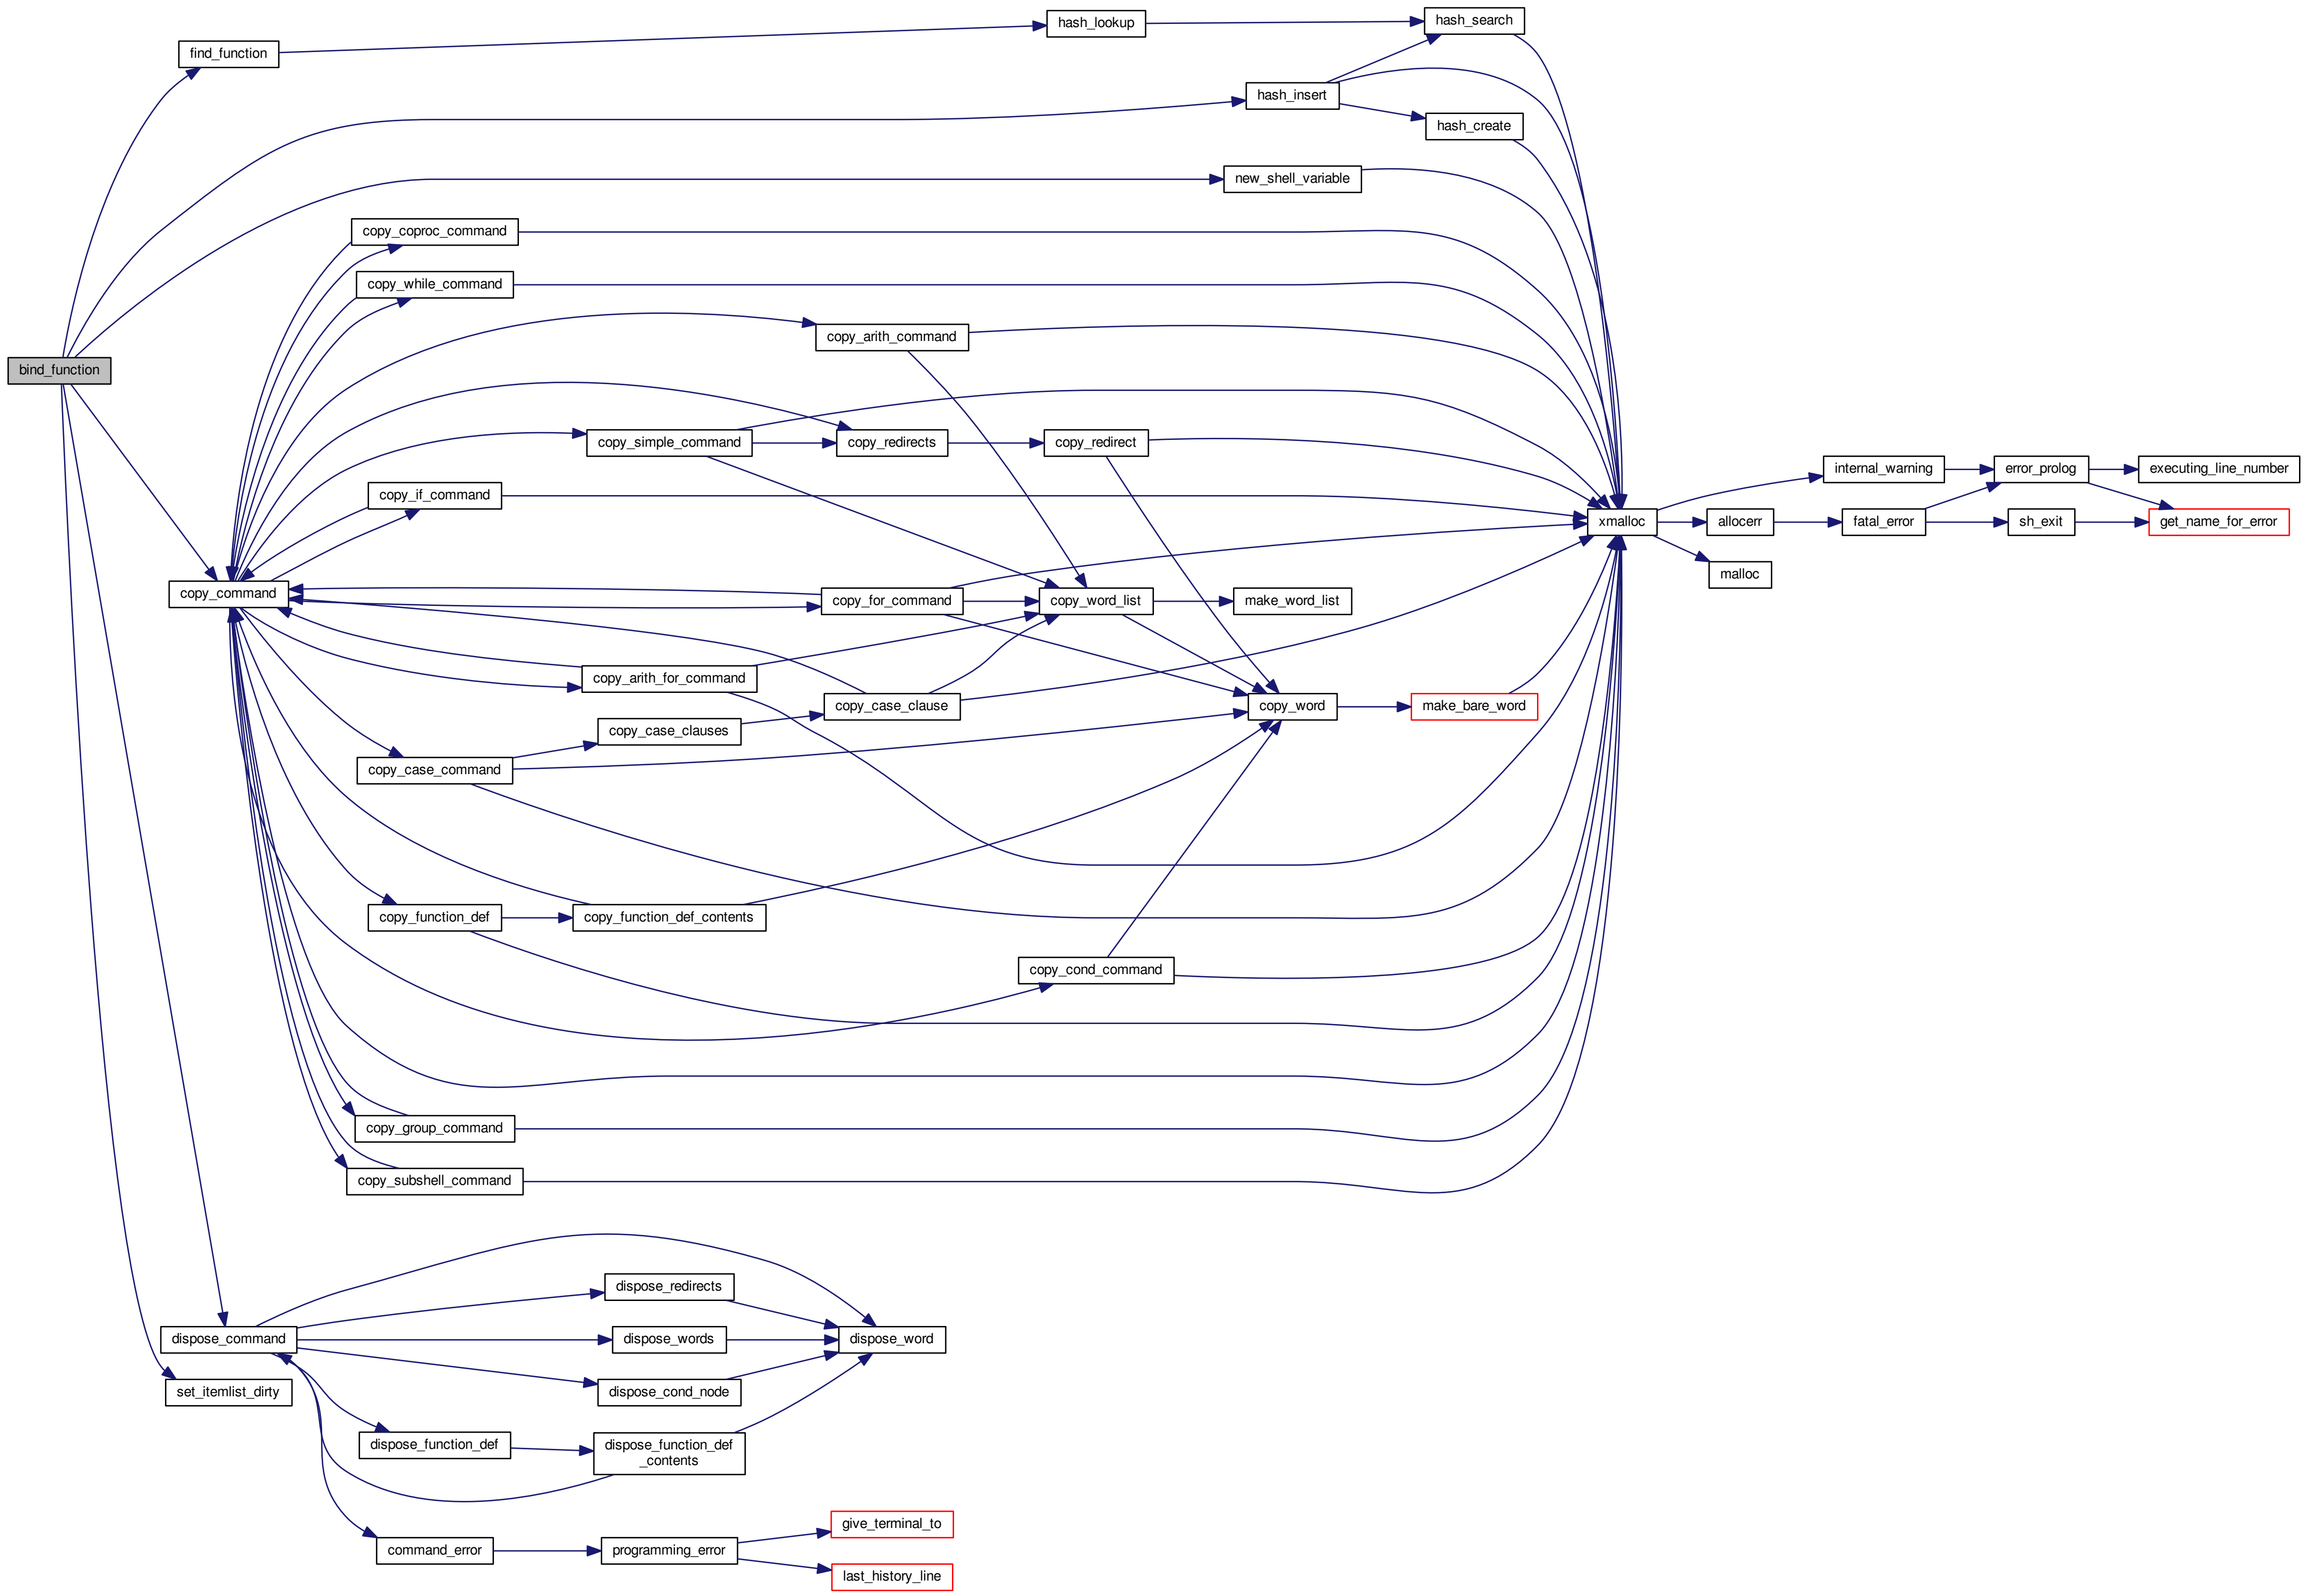 hash_lookup
hash_search
find_function
hash_insert
hash_create
new_shell_variable
copy_coproc_command
copy_while_command
copy_arith_command
bind_function
copy_simple_command
copy_redirects
copy_redirect
internal_warning
error_prolog
executing_line_number
copy_if_command
xmalloc
allocerr
fatal_error
sh_exit
get_name_for_error
malloc
copy_command
copy_for_command
copy_word_list
make_word_list
copy_arith_for_command
copy_case_clause
copy_word
make_bare_word
copy_case_clauses
copy_case_command
copy_function_def
copy_function_def_contents
copy_cond_command
copy_group_command
copy_subshell_command
dispose_redirects
dispose_command
dispose_words
dispose_word
set_itemlist_dirty
dispose_cond_node
dispose_function_def
dispose_function_def
_contents
give_terminal_to
command_error
programming_error
last_history_line